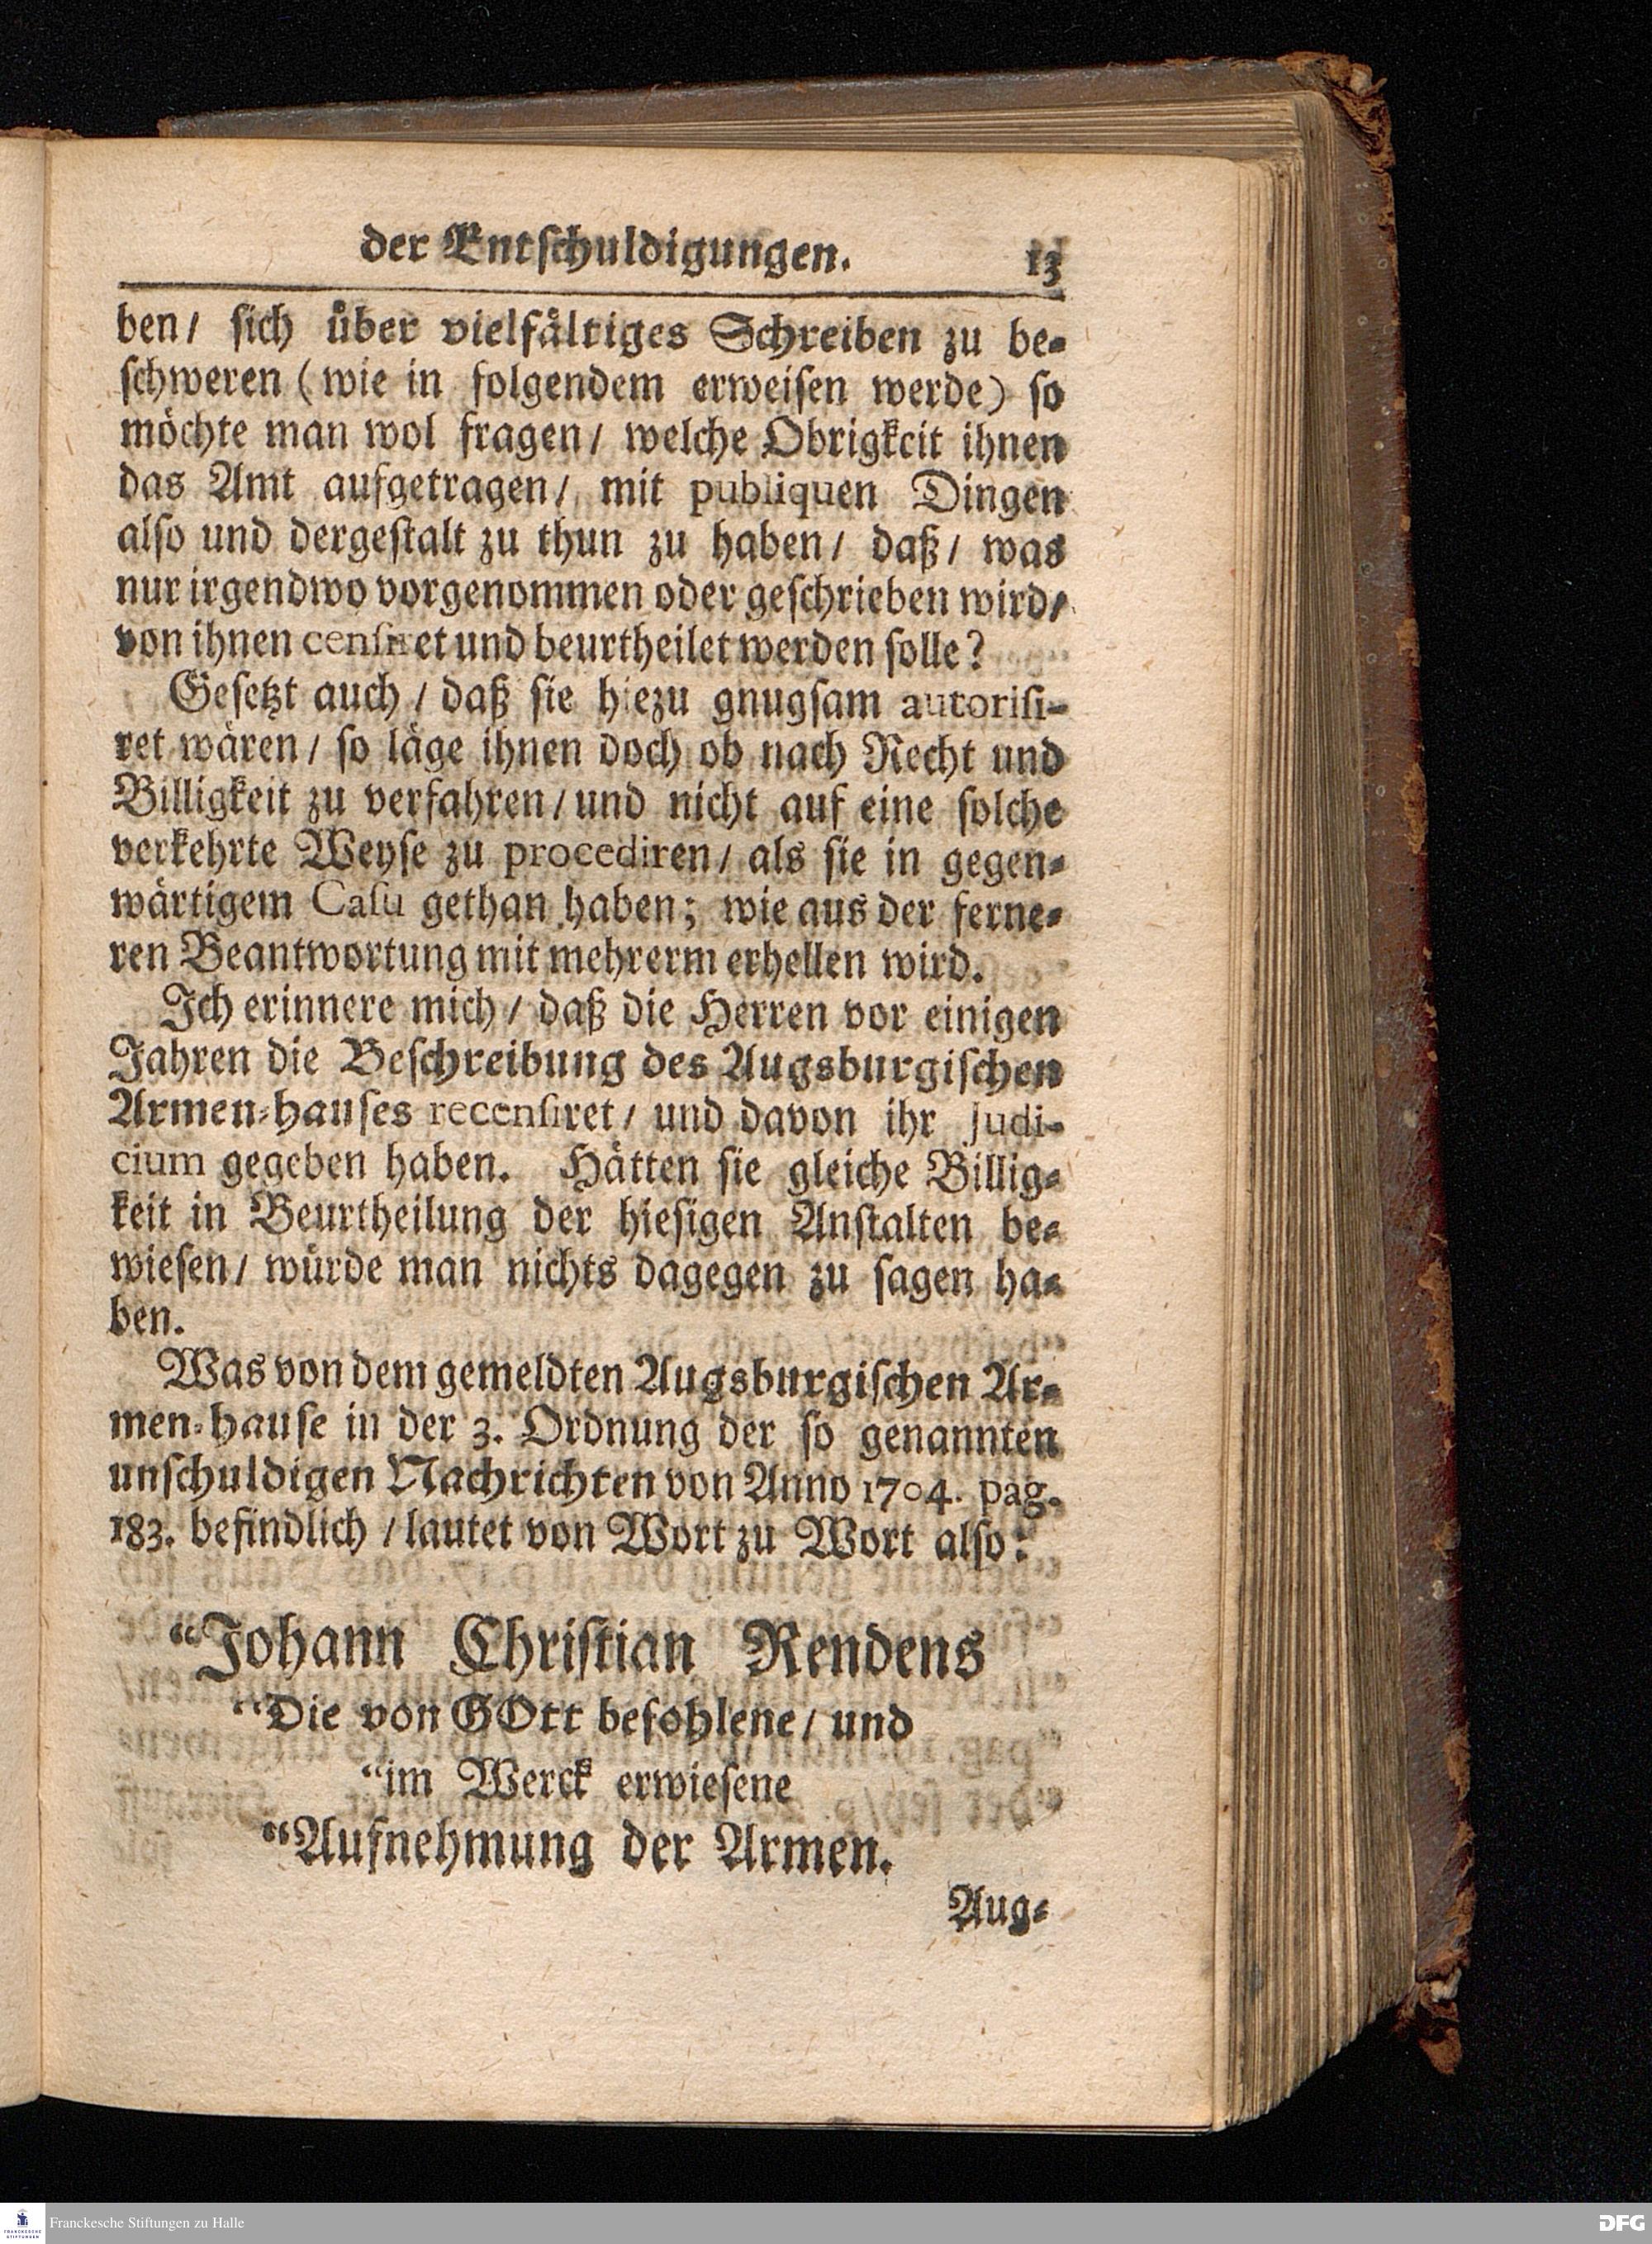 der Entſchuldigungen. 13
ben/ ſich über vielfältiges Schreiben zu be-
ſchweren (wie in folgendem erweiſen werde) ſo
möchte man wol fragen/ welche Obrigkeit ihnen
das Amt aufgetragen/ mit publiquen Dingen
alſo und dergeſtalt zu thun zu haben/ daß/ was
nur irgendwo vorgenommen oder geſchrieben wird/
von ihnen cenſiret und beurtheilet werden ſolle?
Geſetzt auch / daß ſie hiezu gnugſam autoriſi-
ret wären / ſo läge ihnen doch ob nach Recht und
Billigkeit zu verfahren/ und nicht auf eine ſolche
verkehrte Weyſe zu procediren/ als ſie in gegen-
wärtigem Caſu gethan haben; wie aus der ferne-
ren Beantwortung mit mehrerm erhellen wird.
Ich erinnere mich / daß die Herren vor einigen
Jahren die Beſchreibung des Augsburgiſchen
Armen-hauſes recenſiret / und davon ihr Judi-
cium gegeben haben. Hätten ſie gleiche Billig-
keit in Beurtheilung der hieſigen Anſtalten be-
wieſen/ würde man nichts dagegen zu ſagen ha-
ben.
Was von dem gemeldten Augsburgiſchen Ar-
men-hauſe in der 3. Ordnung der ſo genannten
unſchuldigen Nachrichten von Anno 1704. pag.
183. befindlich / lautet von Wort zu Wort alſo:
“Johann Chriſtian Rendens
“Die von GOtt befohlene/ und
“im Werck erwieſene
“Aufnehmung der Armen.
Aug-
FRANCKESCHE
STIFTUNGEN
Franckesche Stiftungen zu Halle
DFG